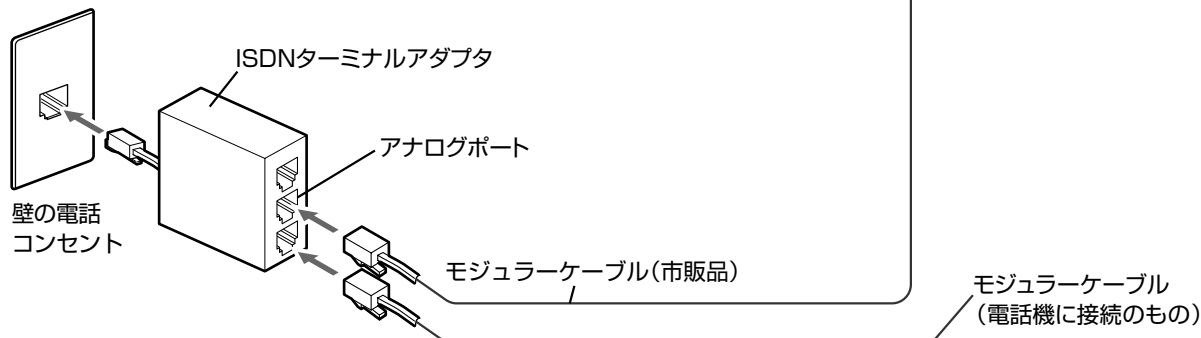 ISDNターミナルアダプタ
アナログポート
壁の電話
コンセント
モジュラーケーブル（市販品）
モジュラーケーブル
（電話機に接続のもの）